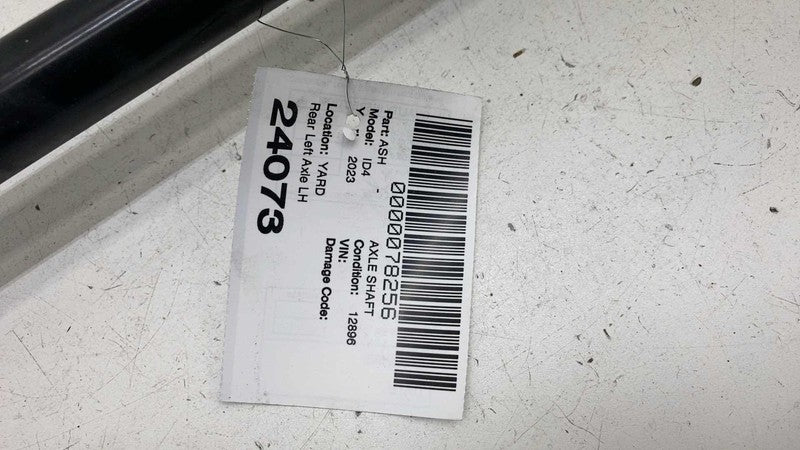 0000078256
Part: ASH - AXLE SHAFT
Model: ID4 Condition: 12896
2023 VIN:
Damage Code:
Location: YARD
Rear Left Axle LH
24073